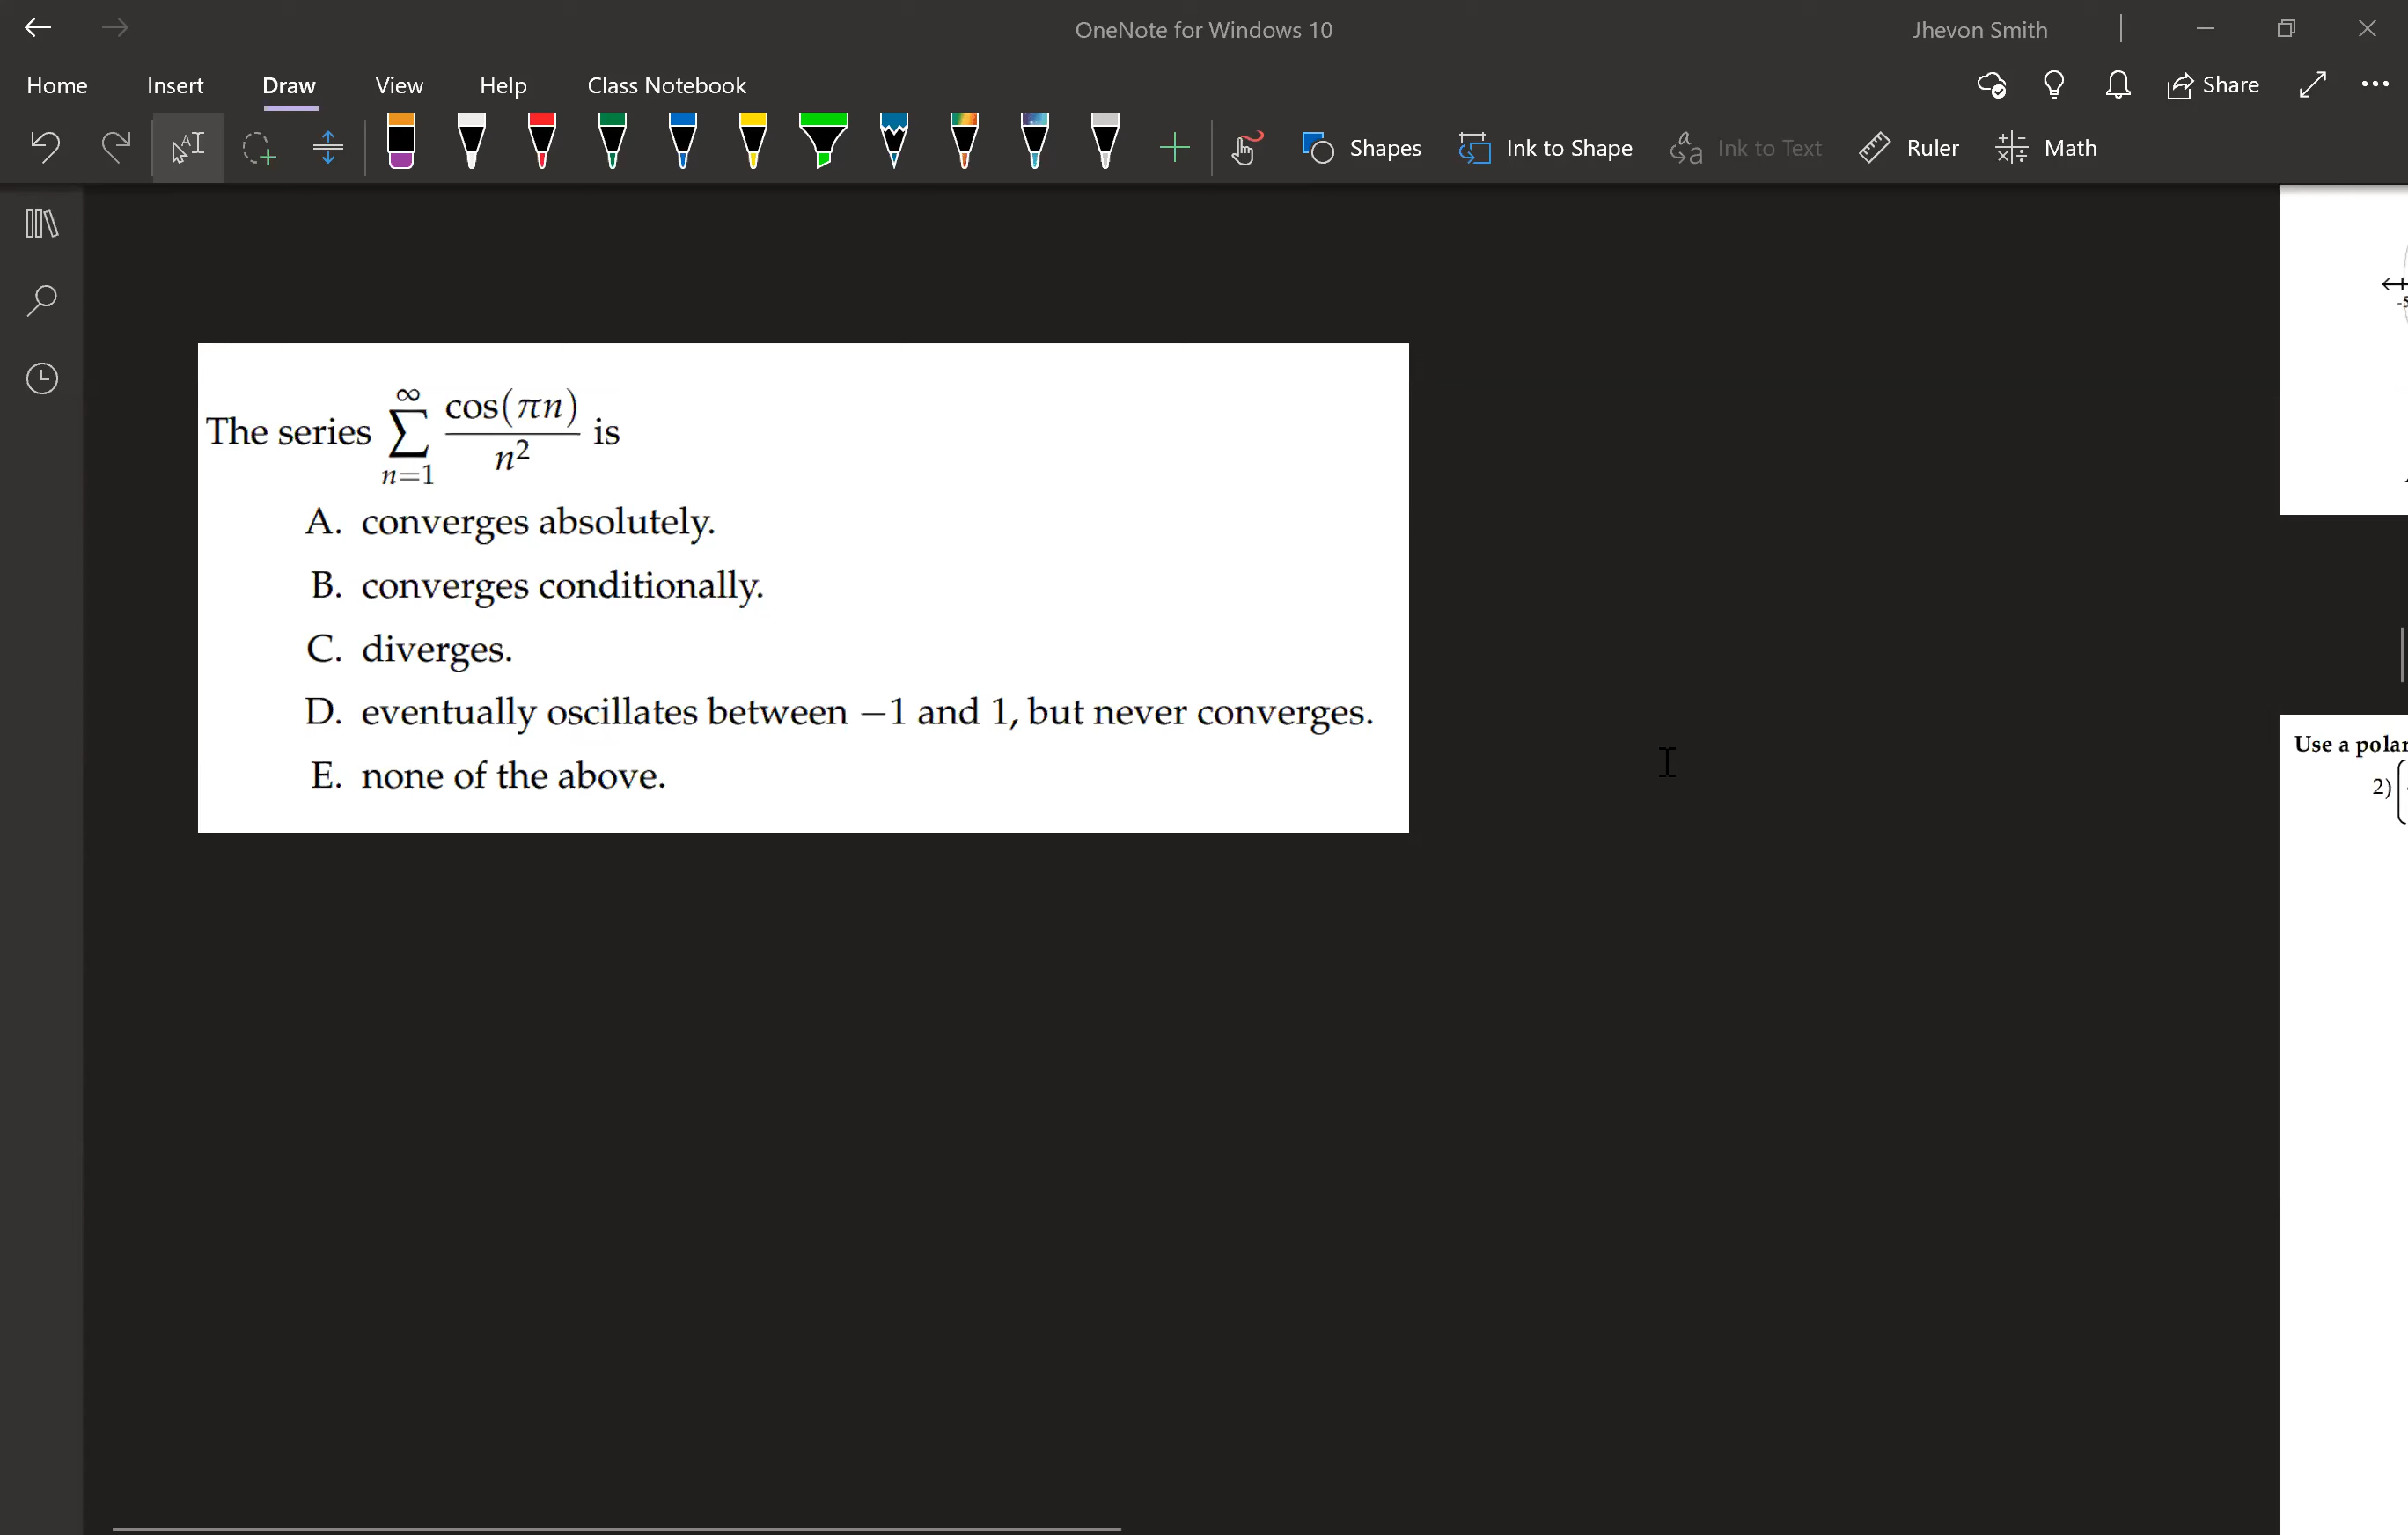 OneNote for Windows 10
Jhevon Smith
Home Insert Draw View Help Class Notebook
Share
Shapes Ink to Shape Ink to Text Ruler Math
The series ∑_{n=1}^{∞} cos(πn)/n² is
A. converges absolutely.
B. converges conditionally.
C. diverges.
D. eventually oscillates between −1 and 1, but never converges.
E. none of the above.
Use a polar
2)